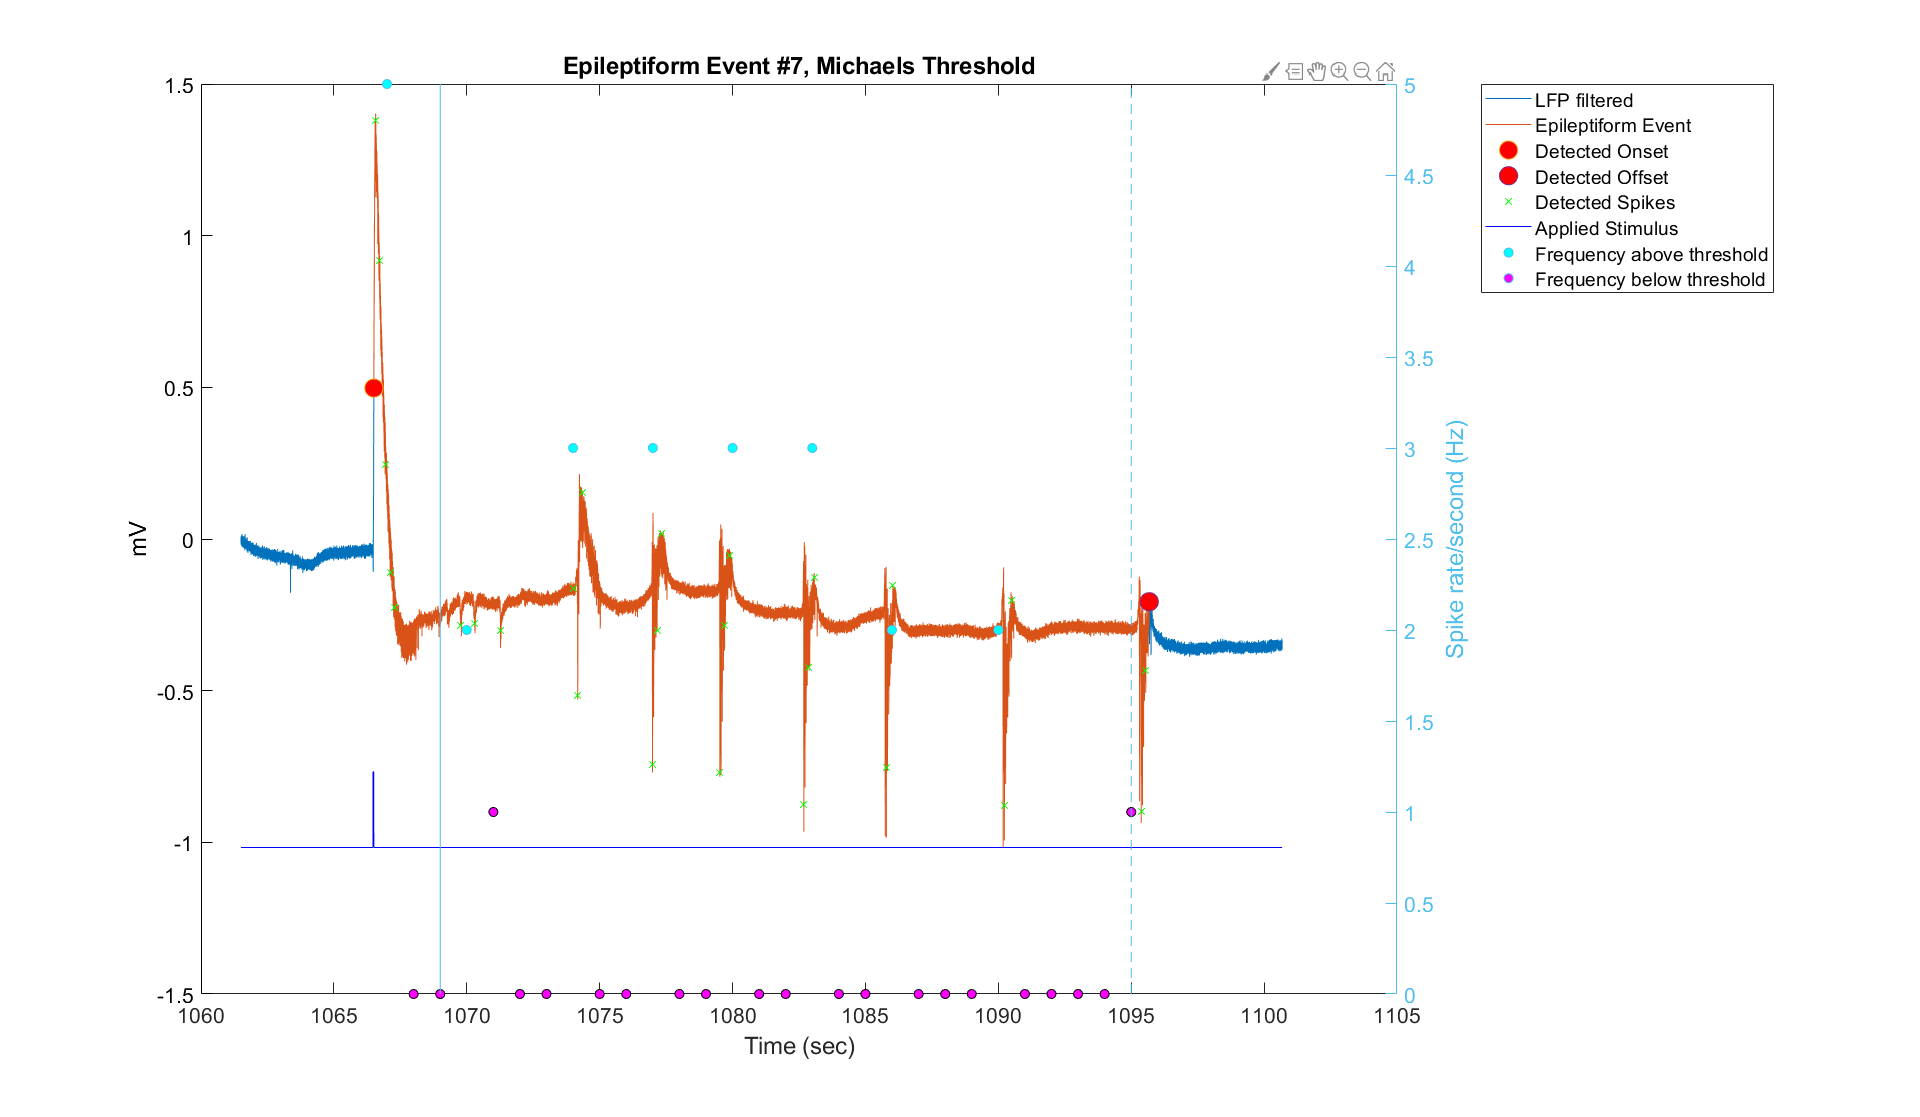 Epileptiform Event #7, Michaels Threshold
1.5
1
0.5
0
-0.5
-1
-1.5
mV
1060
1065
1070
1075
1080
1085
1090
1095
1100
1105
Time (sec)
5
4.5
4
3.5
3
2.5
2
1.5
1
0.5
0
Spike rate/second (Hz)
LFP filtered
Epileptiform Event
Detected Onset
Detected Offset
Detected Spikes
Applied Stimulus
Frequency above threshold
Frequency below threshold